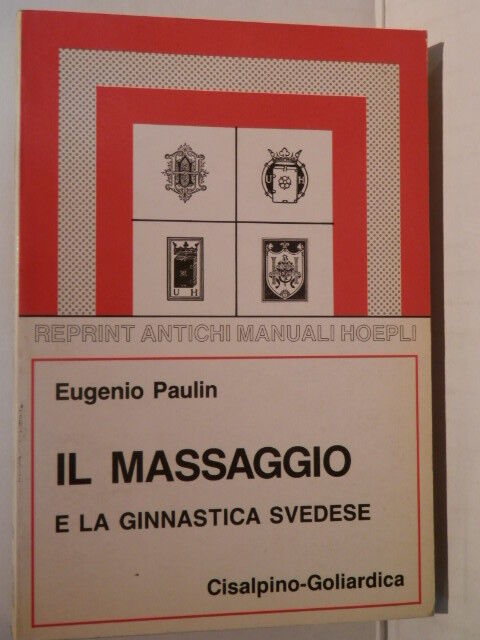 U H
U H
REPRINT ANTICHI MANUALI HOEPLI
Eugenio Paulin
IL MASSAGGIO
E LA GINNASTICA SVEDESE
Cisalpino-Goliardica